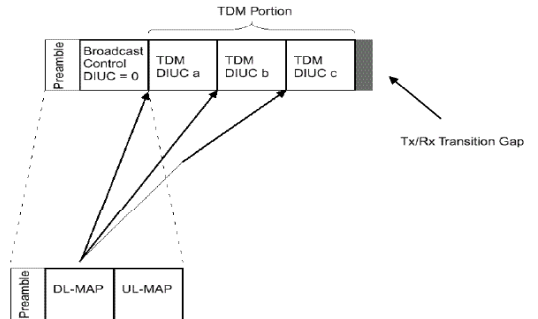 TDM Portion
Preamble
Broadcast
Control
DIUC = 0
TDM
DIUC a
TDM
DIUC b
TDM
DIUC c
Tx/Rx Transition Gap
Preamble
DL-MAP
UL-MAP